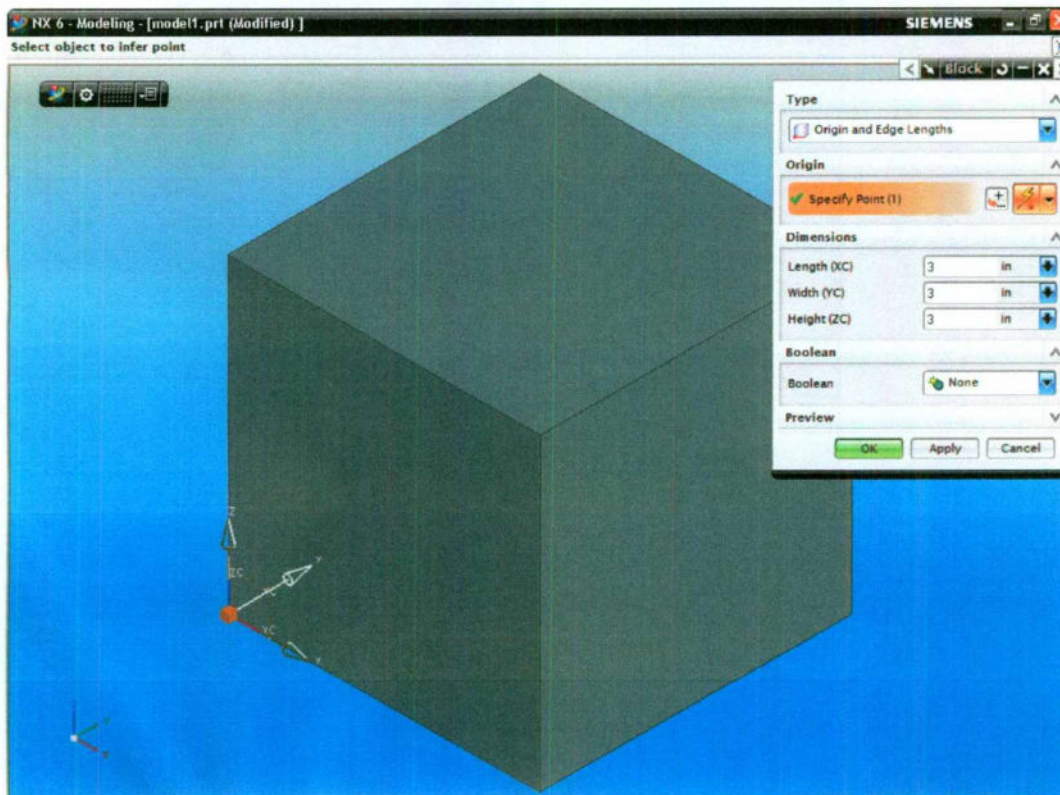 NX 6 - Modeling - [model1.prt (Modified) ]
SIEMENS
Select object to infer point
Block
Type
Origin and Edge Lengths
Origin
Specify Point (1)
Dimensions
Length (XC)
3 in
Width (YC)
3 in
Height (ZC)
3 in
Boolean
Boolean
None
Preview
OK Apply Cancel
Z
ZC
XC